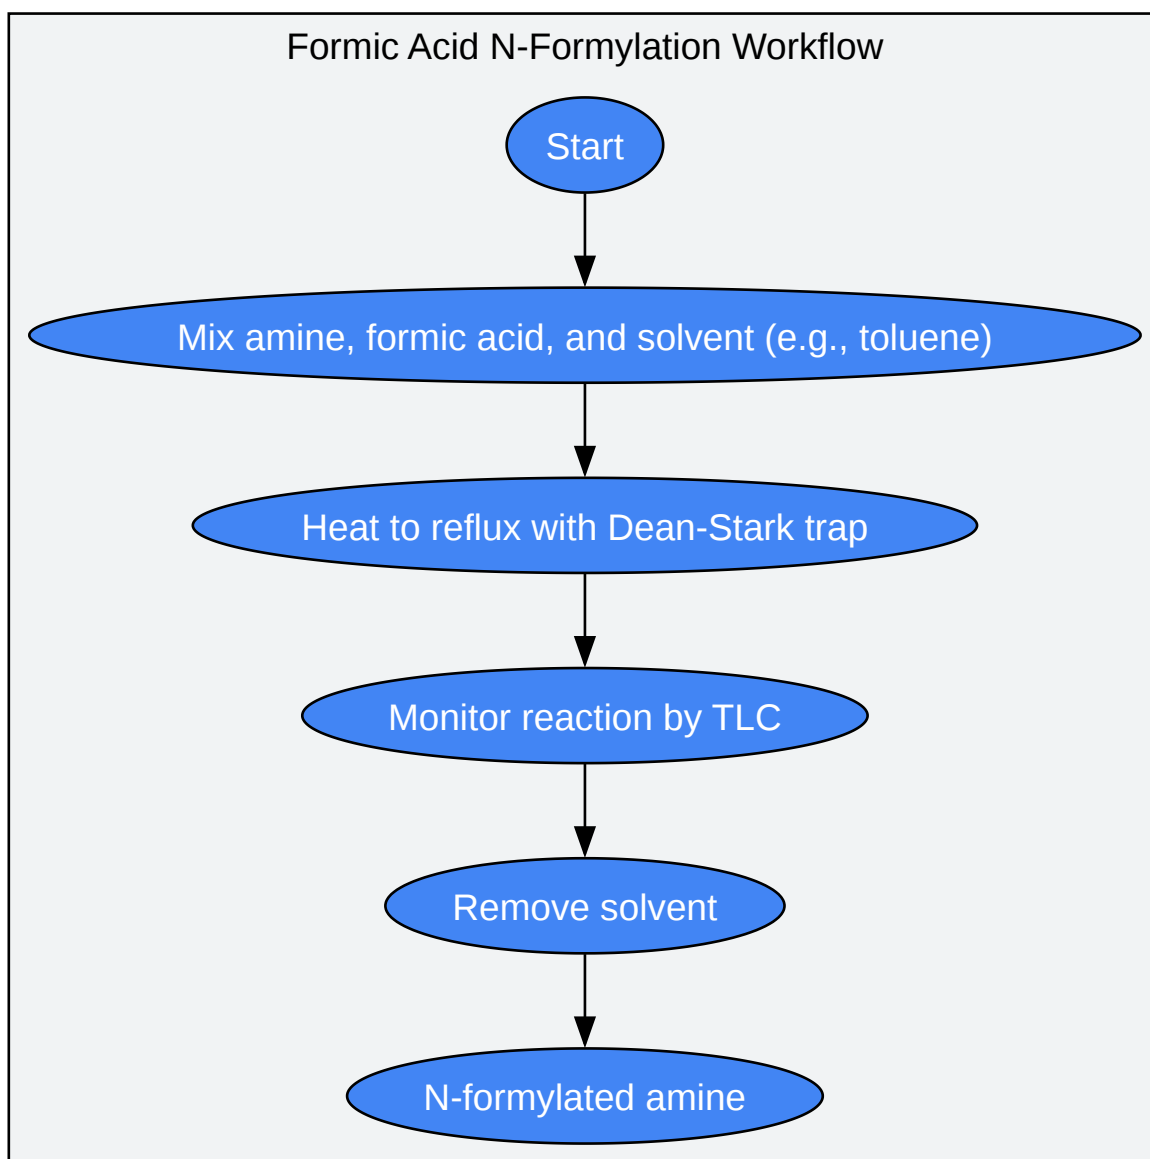 Formic Acid N-Formylation Workflow
Start
Mix amine, formic acid, and solvent (e.g., toluene)
Heat to reflux with Dean-Stark trap
Monitor reaction by TLC
Remove solvent
N-formylated amine